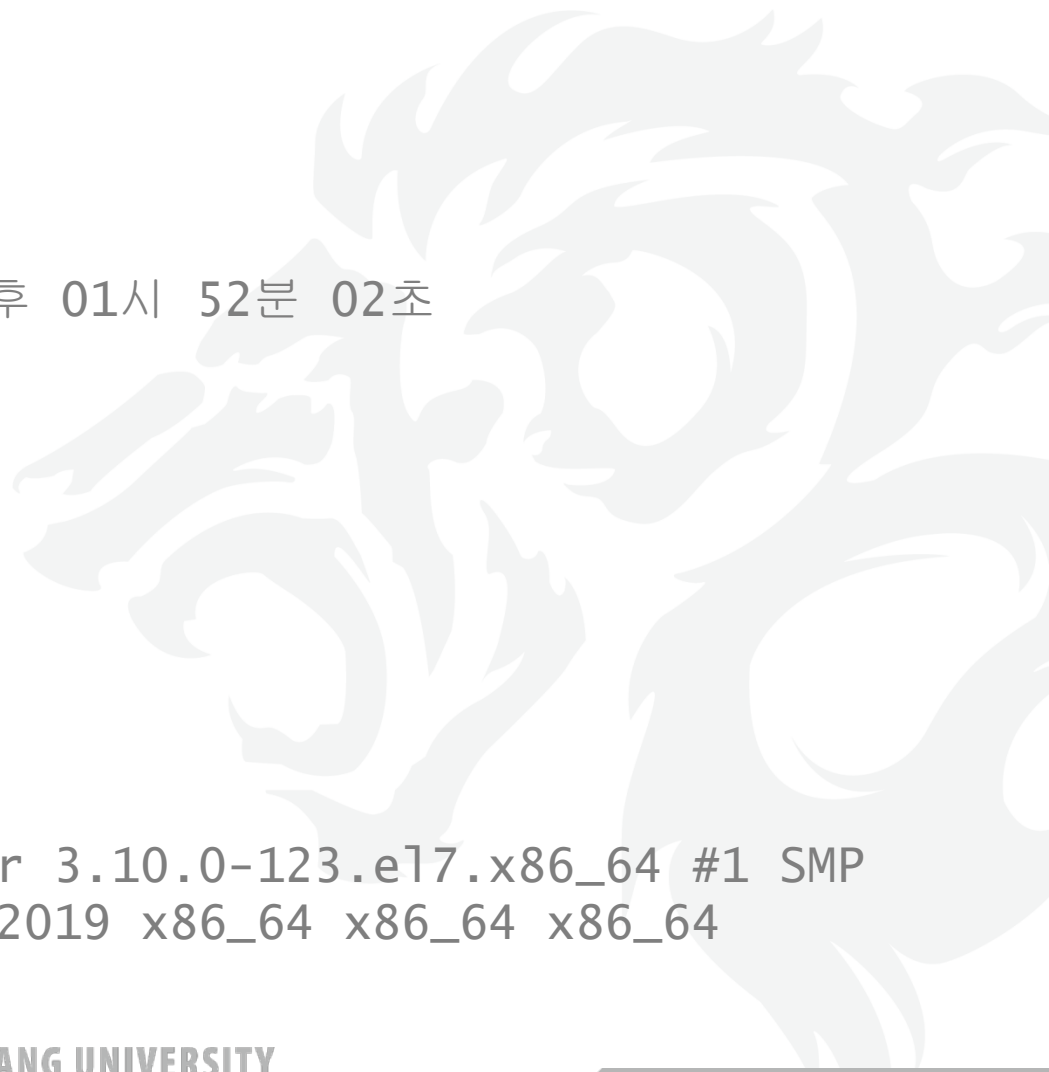 후 01시 52분 02초
r 3.10.0-123.el7.x86_64 #1 SMP
2019 x86_64 x86_64 x86_64
ANG UNIVERSITY